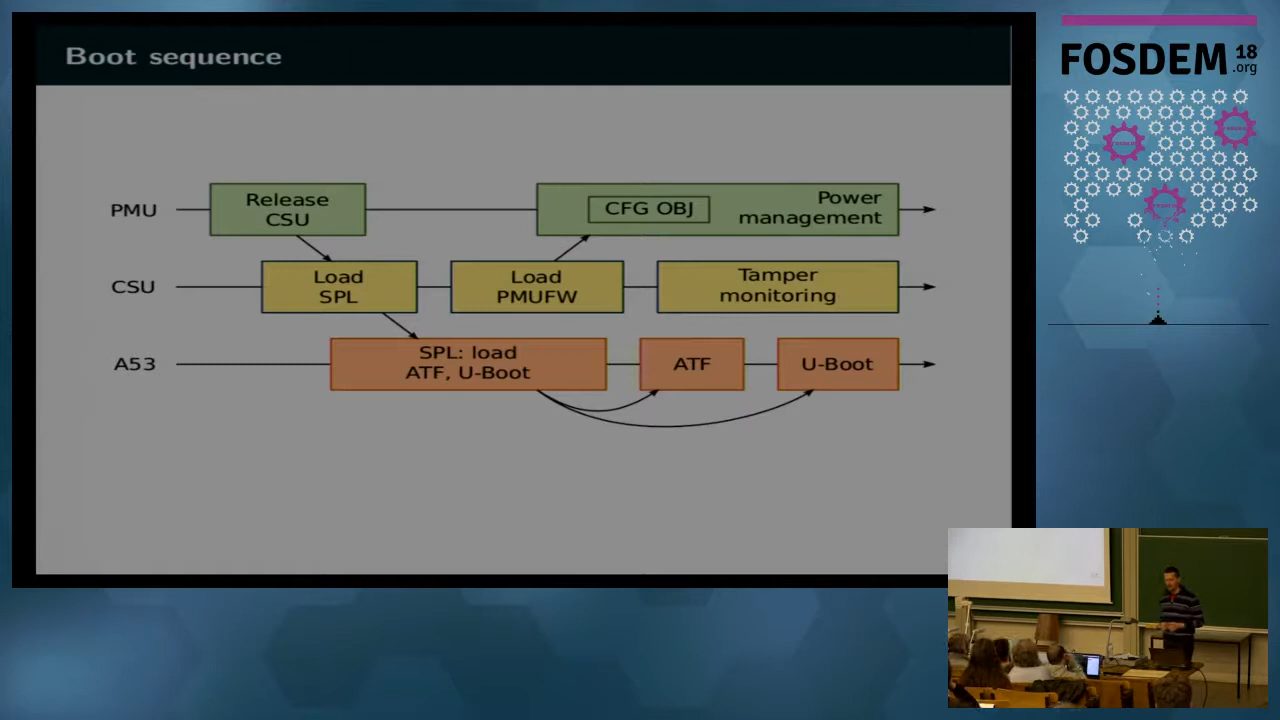 Boot sequence
FOSDEM 18
.org
PMU
Release
CSU
CFG OBJ
Power
management
CSU
Load
SPL
Load
PMUFW
Tamper
monitoring
A53
SPL: load
ATF, U-Boot
ATF
U-Boot